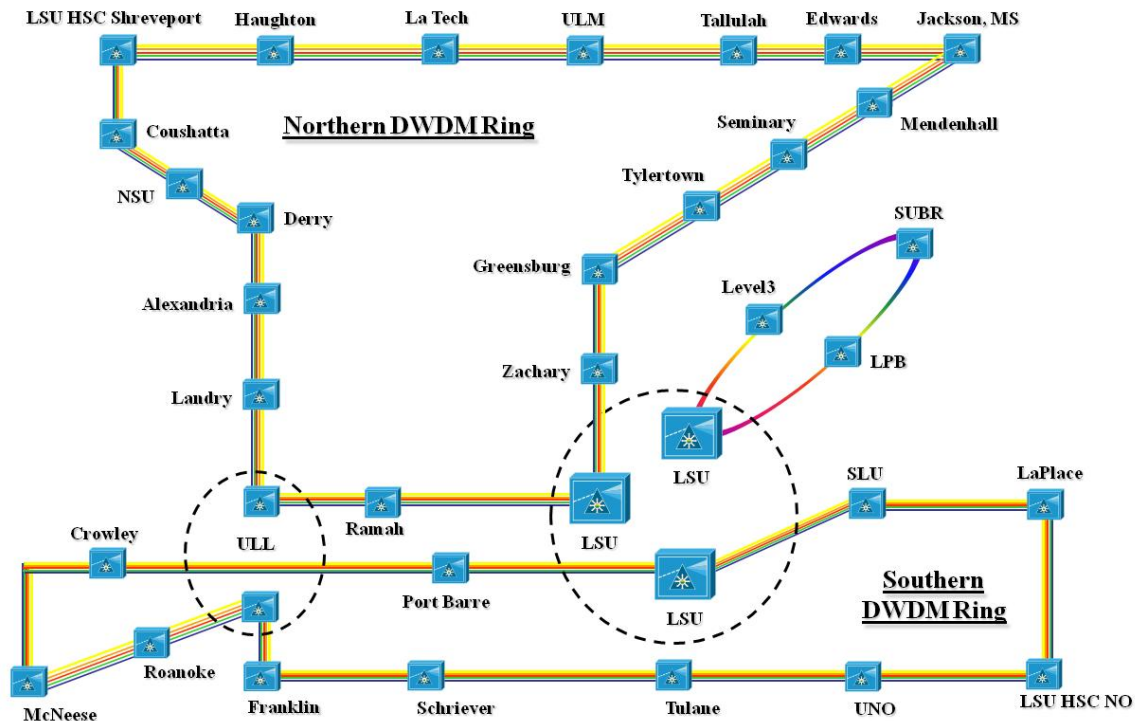 LSU HSC Shreveport
Haughton
La Tech
ULM
Tallulah
Edwards
Jackson, MS
Coushatta
Northern DWDM Ring
Mendenhall
Seminary
NSU
Tylertown
Derry
SUBR
Greensburg
Level3
Alexandria
Zachary
LPB
Landry
LSU
SLU
LaPlace
Ramah
Crowley
ULL
LSU
Port Barre
Southern
DWDM Ring
LSU
Roanoke
McNeese
Franklin
Schriever
Tulane
UNO
LSU HSC NO